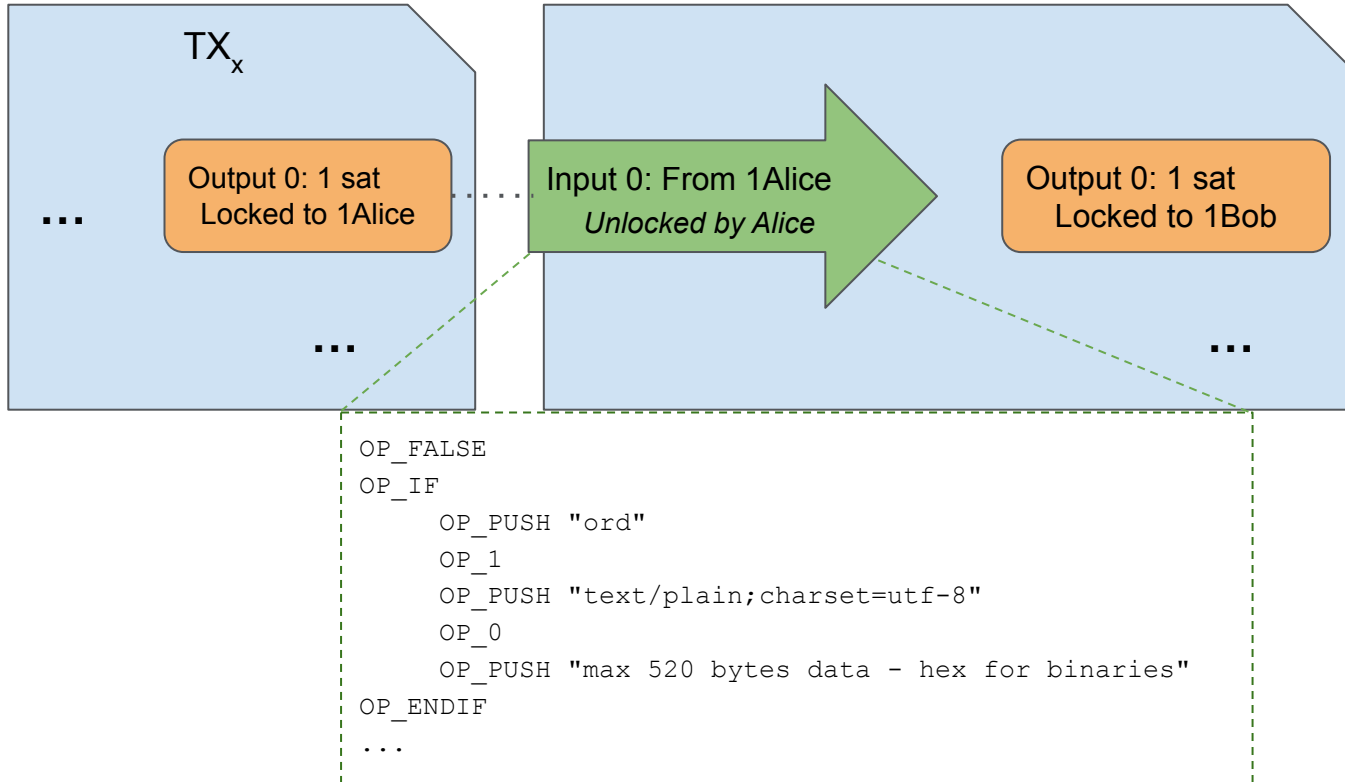 TXx
Output 0: 1 sat
Locked to 1Alice
...
...
Input 0: From 1Alice
Unlocked by Alice
Output 0: 1 sat
Locked to 1Bob
...
OP_FALSE
OP_IF
OP_PUSH "ord"
OP_1
OP_PUSH "text/plain;charset=utf-8"
OP_0
OP_PUSH "max 520 bytes data - hex for binaries"
OP_ENDIF
...